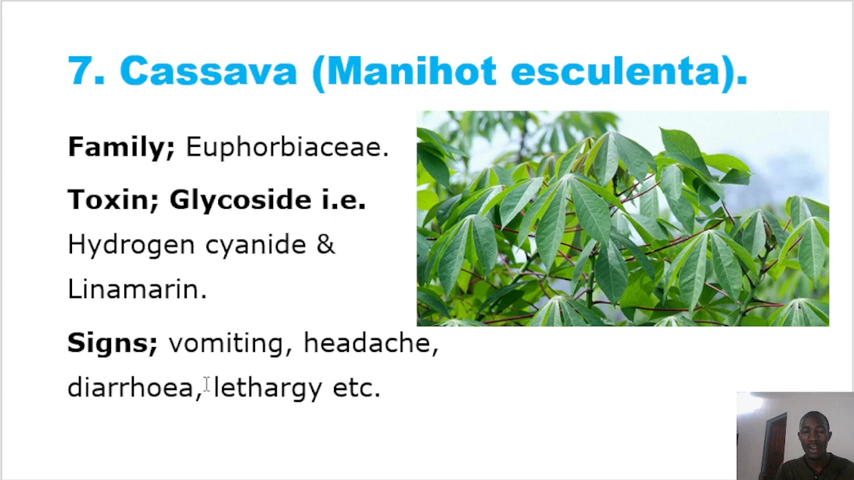 7. Cassava (Manihot esculenta).
Family; Euphorbiaceae.
Toxin; Glycoside i.e.
Hydrogen cyanide &
Linamarin.
Signs; vomiting, headache,
diarrhoea, lethargy etc.